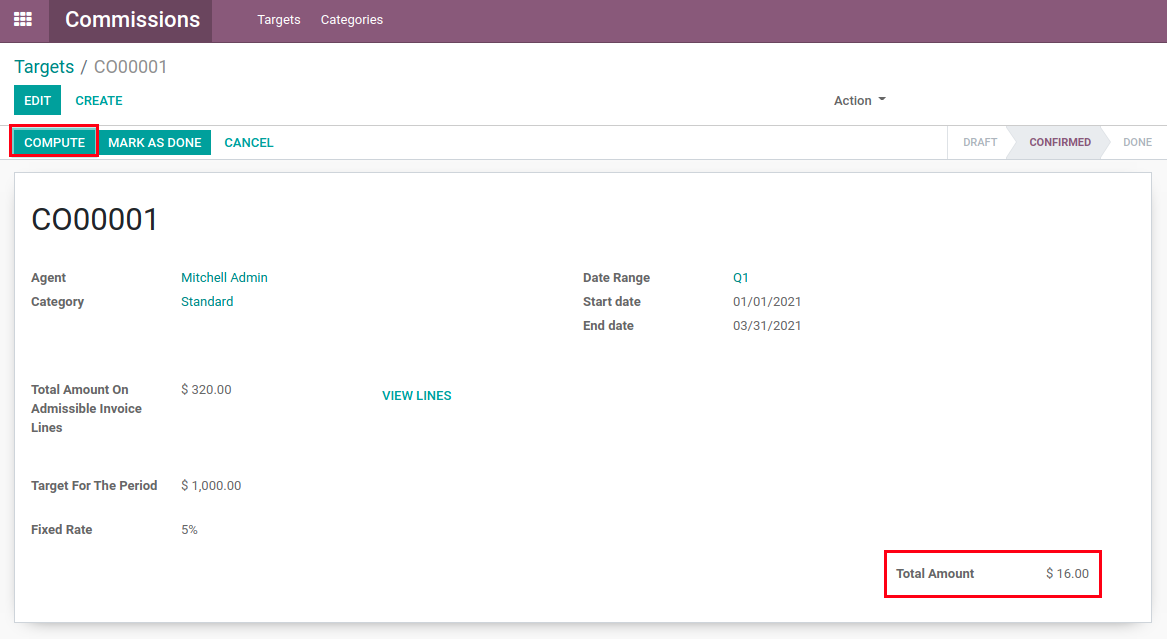 Commissions Targets Categories
Targets / CO00001
EDIT CREATE Action
COMPUTE MARK AS DONE CANCEL DRAFT CONFIRMED DONE
CO00001
Agent Mitchell Admin Date Range Q1
Category Standard Start date 01/01/2021
End date 03/31/2021
Total Amount On $ 320.00 VIEW LINES
Admissible Invoice
Lines
Target For The Period $ 1,000.00
Fixed Rate 5%
Total Amount $ 16.00